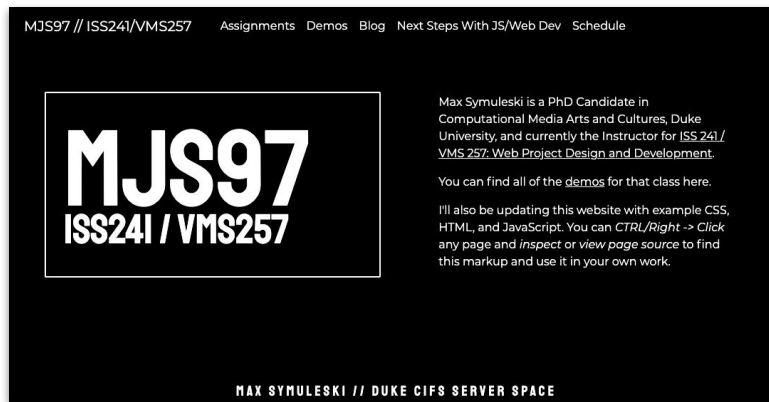 MJS97 // ISS241/VMS257 Assignments Demos Blog Next Steps With JS/Web Dev Schedule
MJS97
ISS241 / VMS257
Max Symuleski is a PhD Candidate in
Computational Media Arts and Cultures, Duke
University, and currently the Instructor for ISS 241 /
VMS 257: Web Project Design and Development.
You can find all of the demos for that class here.
I'll also be updating this website with example CSS,
HTML, and JavaScript. You can CTRL/Right -> Click
any page and inspect or view page source to find
this markup and use it in your own work.
MAX SYMULESKI // DUKE CIFS SERVER SPACE